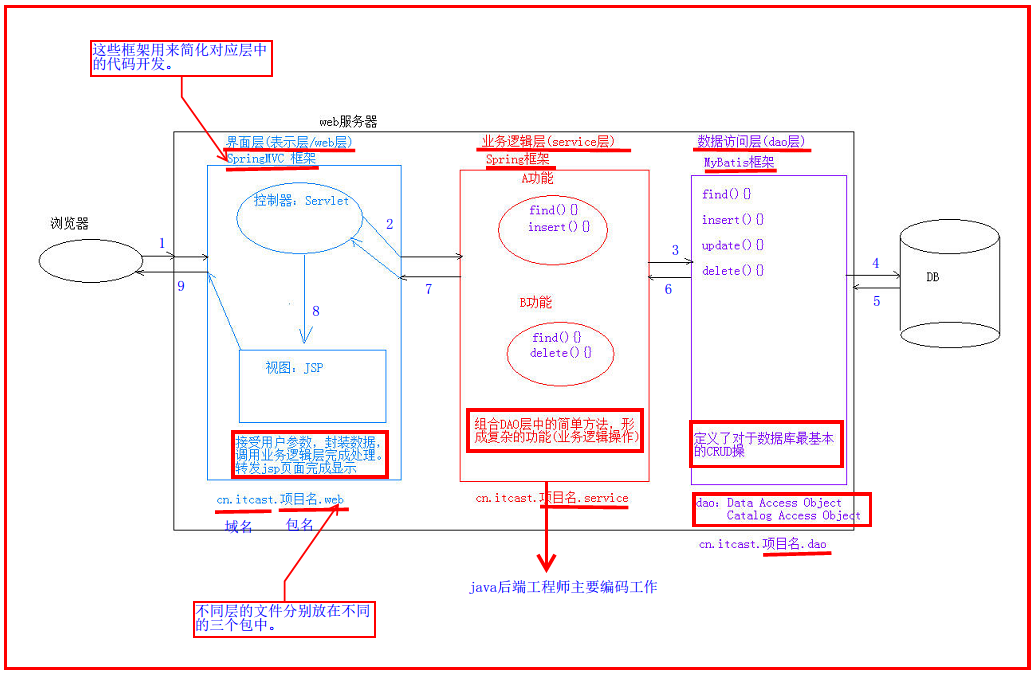 这些框架用来简化对应层中
的代码开发。
web服务器
界面层(表示层/web层)
SpringMVC 框架
业务逻辑层(service层)
Spring框架
数据访问层(dao层)
MyBatis框架
浏览器
控制器: Servlet
A功能
find(){}
insert(){}
B功能
find(){}
delete(){}
find(){}
insert(){}
update(){}
delete(){}
DB
1
2
3
4
5
6
7
8
9
视图: JSP
接受用户参数, 封装数据,
调用业务逻辑层完成处理。
转发jsp页面完成显示
组合DAO层中的简单方法, 形
成复杂的功能(业务逻辑操作)
定义了对于数据库最基本
的CRUD操
cn.itcast.项目名.web
域名
包名
cn.itcast.项目名.service
dao: Data Access Object
Catalog Access Object
cn.itcast.项目名.dao
java后端工程师主要编码工作
不同层的文件分别放在不同
的三个包中。